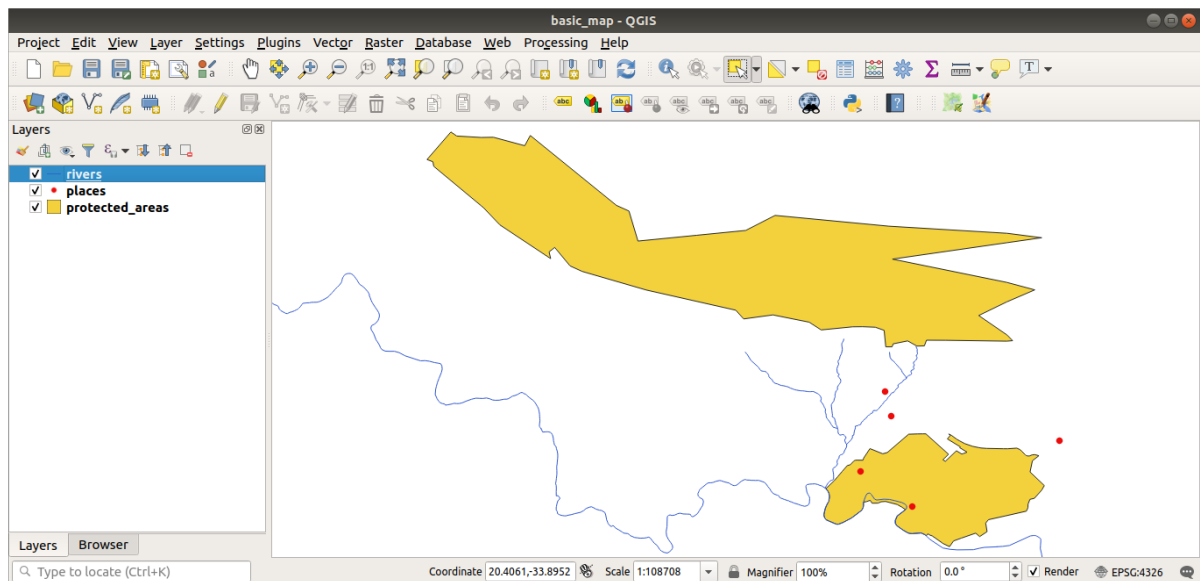 basic_map - QGIS
Project Edit View Layer Settings Plugins Vector Raster Database Web Processing Help
Layers
rivers
places
protected_areas
Layers Browser
Type to locate (Ctrl+K) Coordinate 20.4061,-33.8952 Scale 1:108708 Magnifier 100% Rotation 0.0 ° Render EPSG:4326